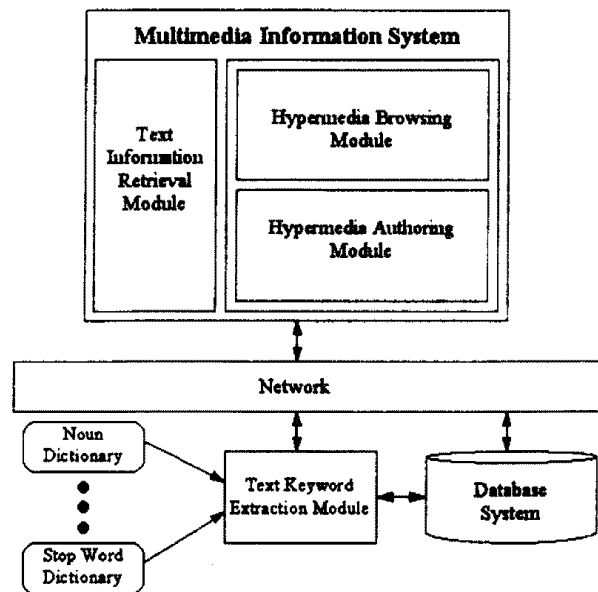 Multimedia Information System
Text
Information
Retrieval
Module
Hypermedia Browsing
Module
Hypermedia Authoring
Module
Network
Noun
Dictionary
Stop Word
Dictionary
Text Keyword
Extraction Module
Database
System